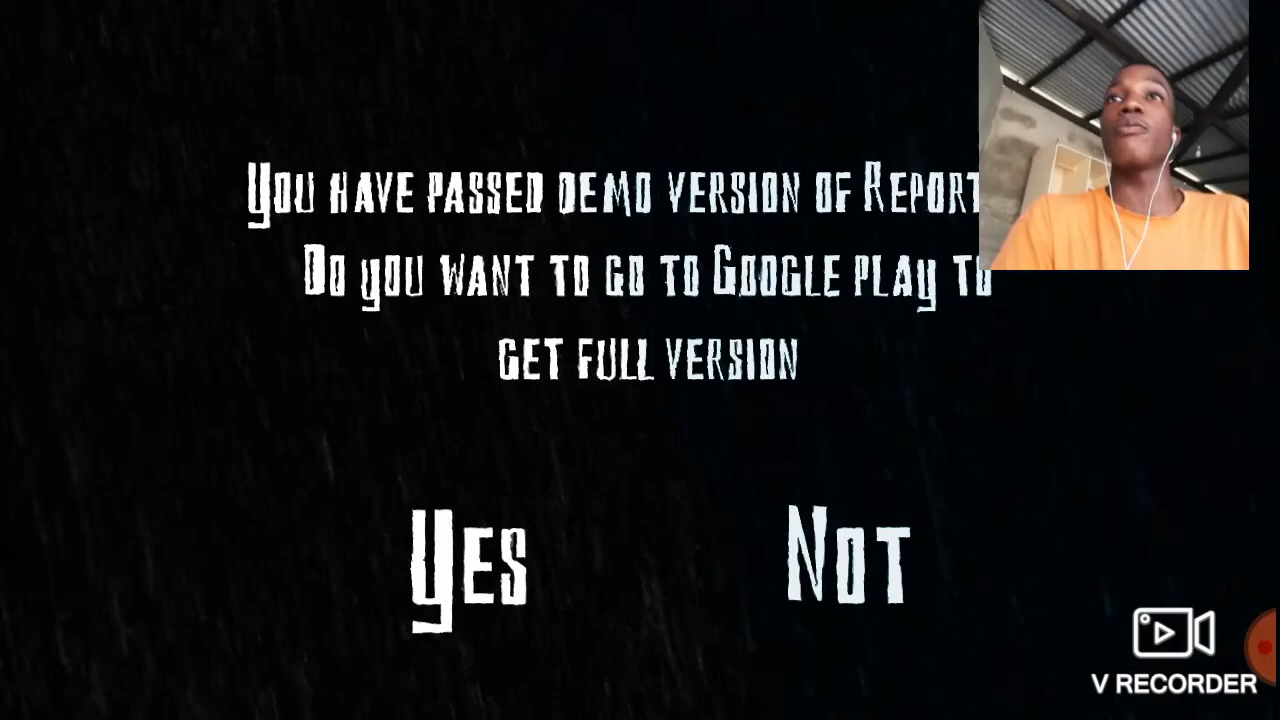 You have passed demo version of Report
Do you want to go to Google play to
get full version
Yes Not
V RECORDER